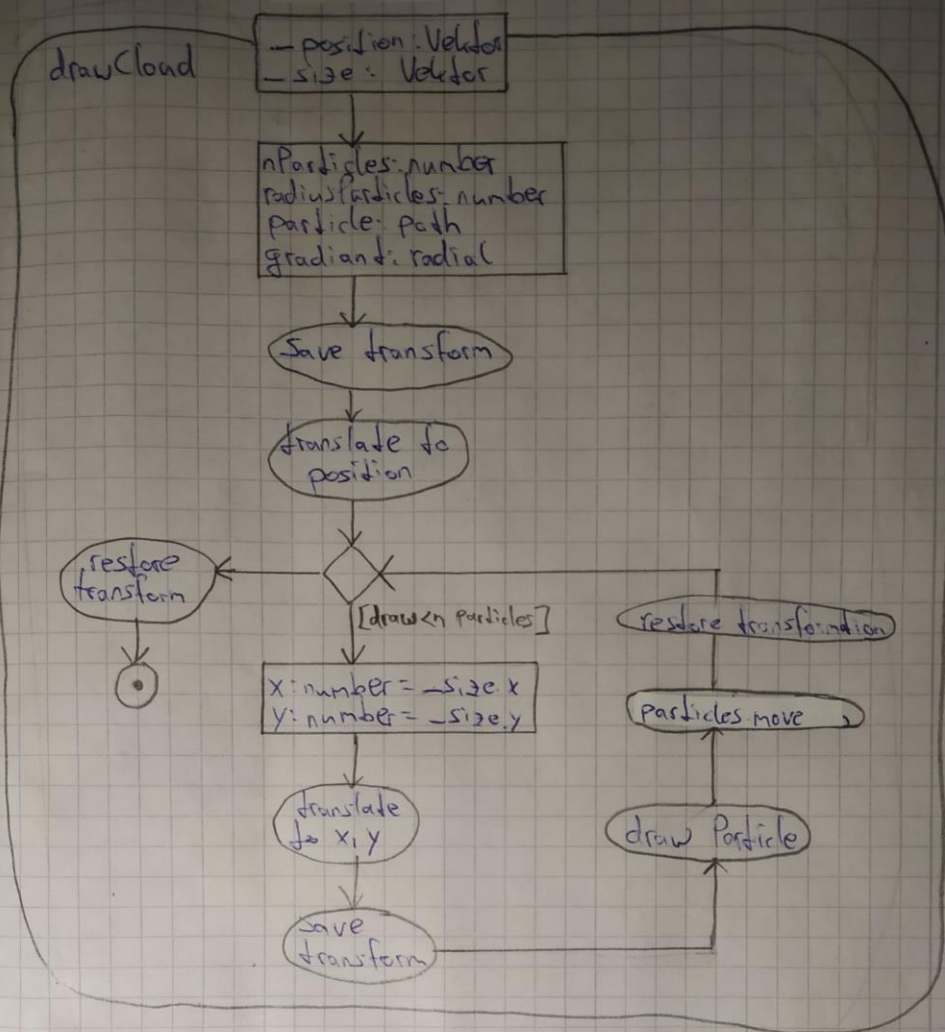 drawCloud
_position: Vektor
_size: Vektor
nParticles: number
radiusParticles: number
particle: path
gradiant: radial
Save transform
translate to
position
restore
transform
[draw<n particles]
restore transformation
x: number = _size.x
y: number = _size.y
particles move
translate
to x, y
draw Particle
save
transform